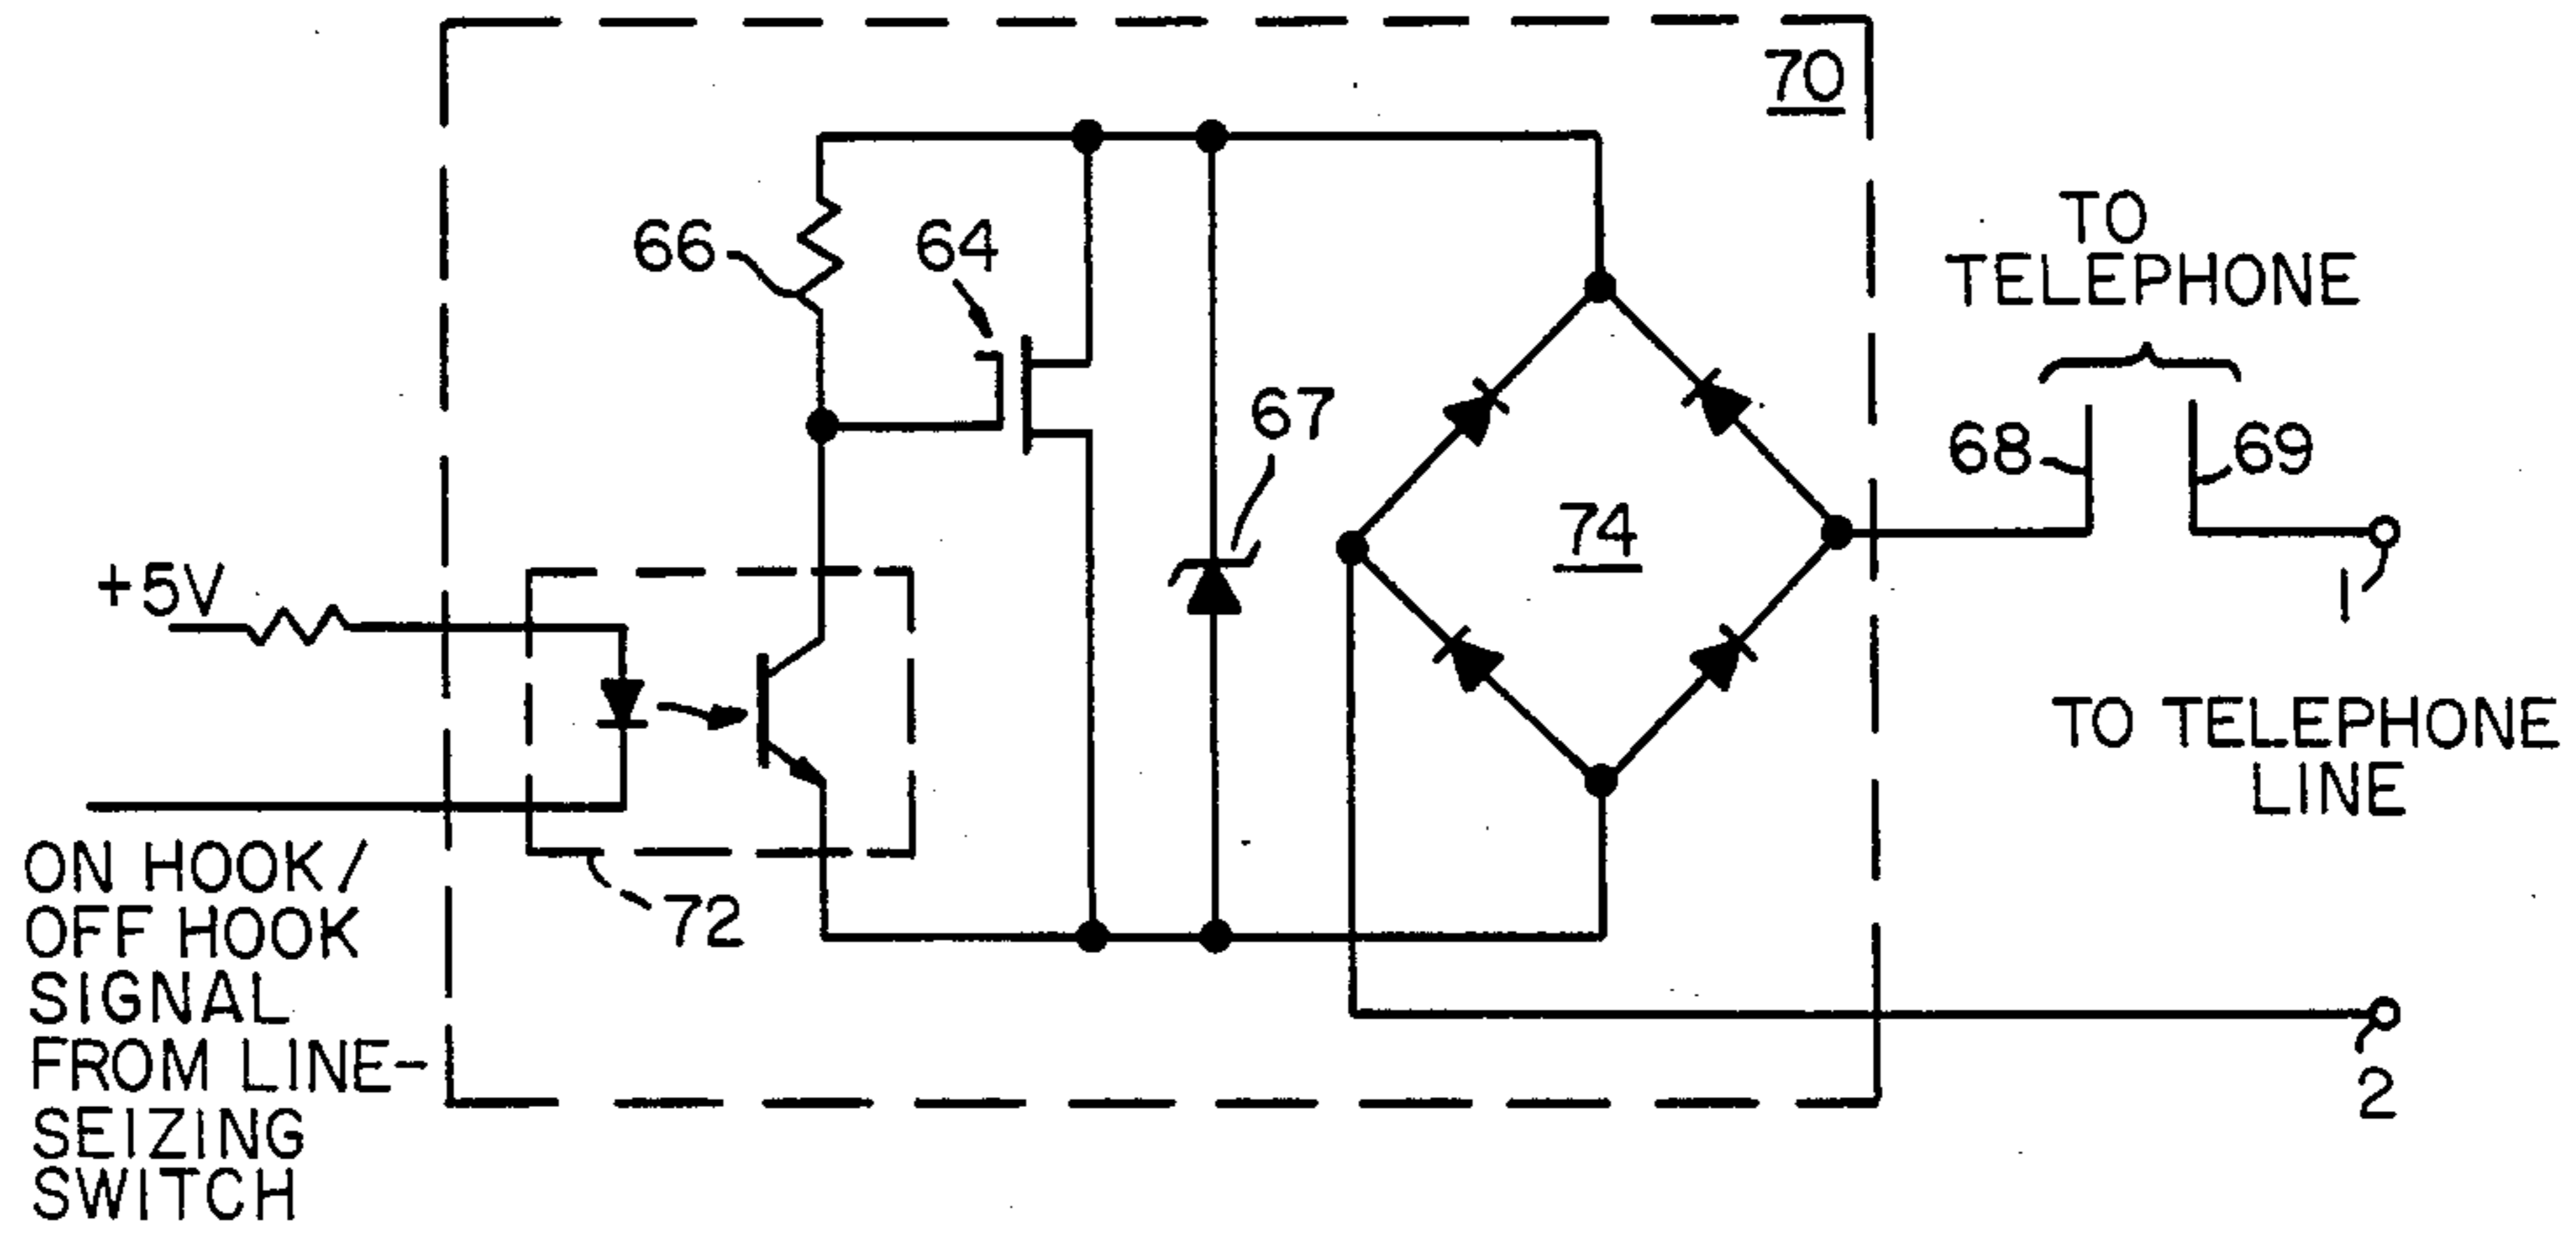 70
TO
TELEPHONE
66
64
67
68
69
74
+5V
1
TO TELEPHONE
LINE
72
ON HOOK/
OFF HOOK
SIGNAL
FROM LINE-
SEIZING
SWITCH
2